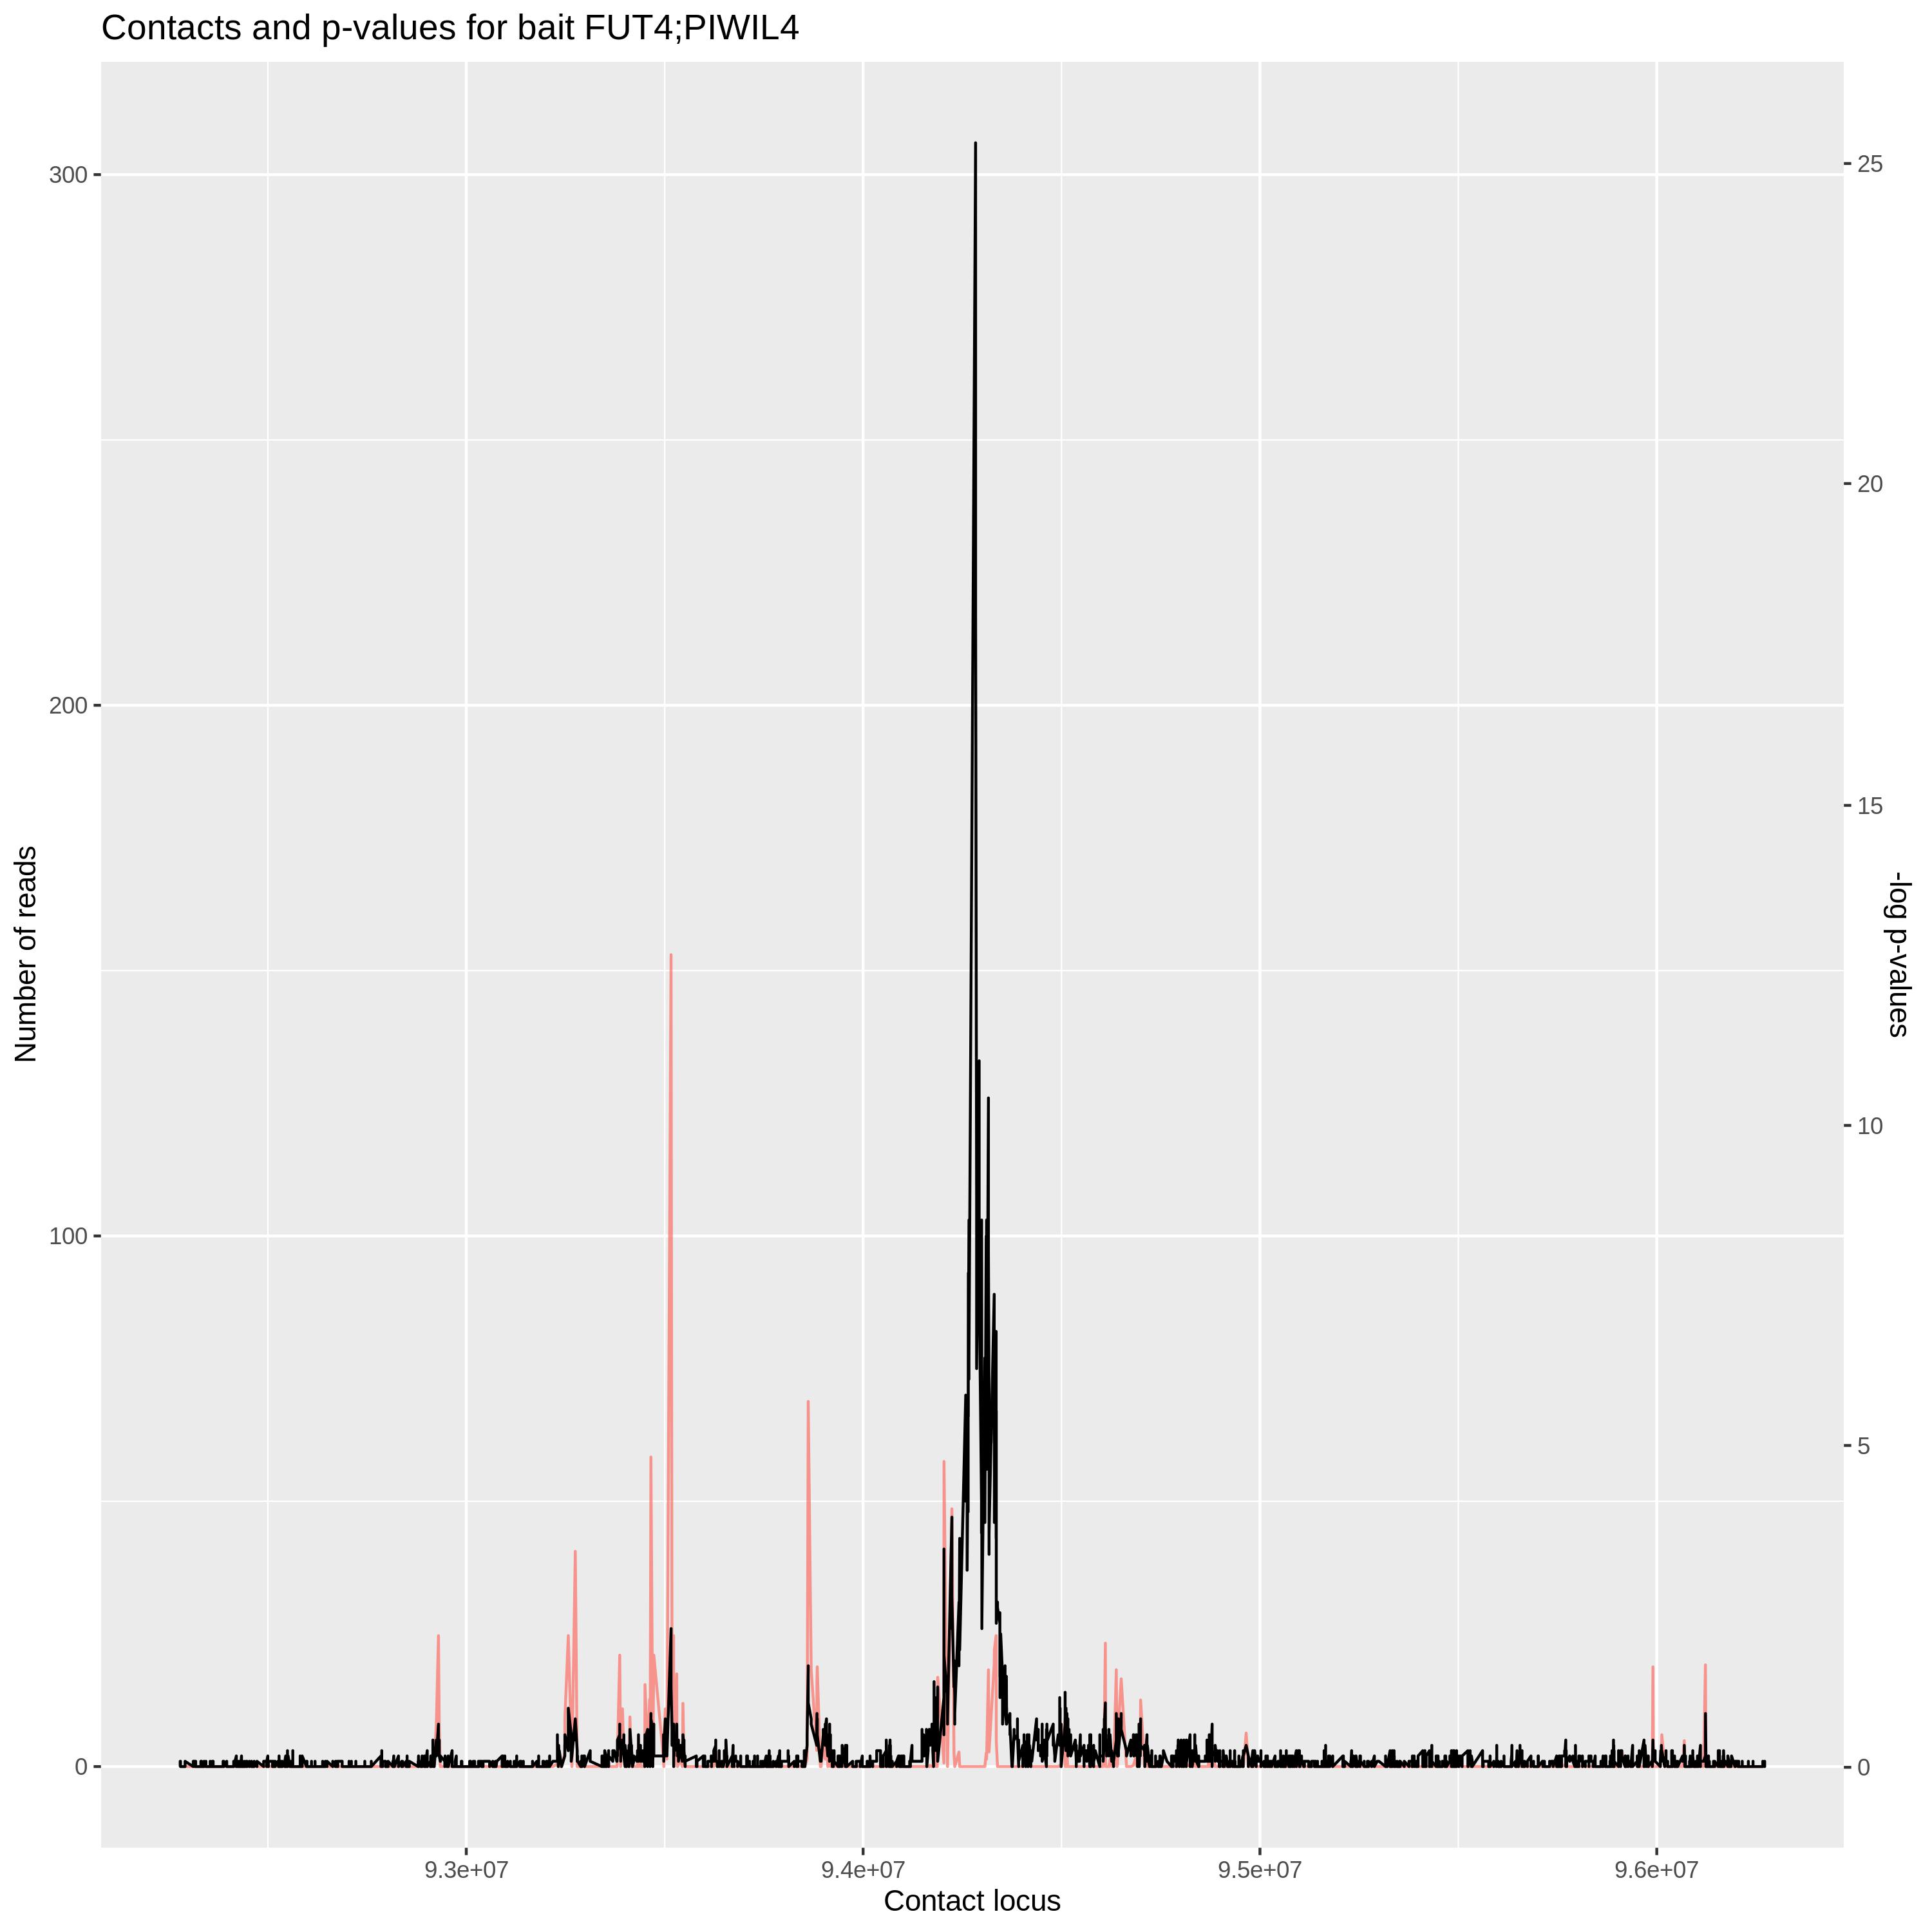 Contacts and p-values for bait FUT4;PIWIL4
300
200
100
0
Number of reads
25
20
15
10
5
0
-log p-values
9.3e+07 9.4e+07 9.5e+07 9.6e+07
Contact locus